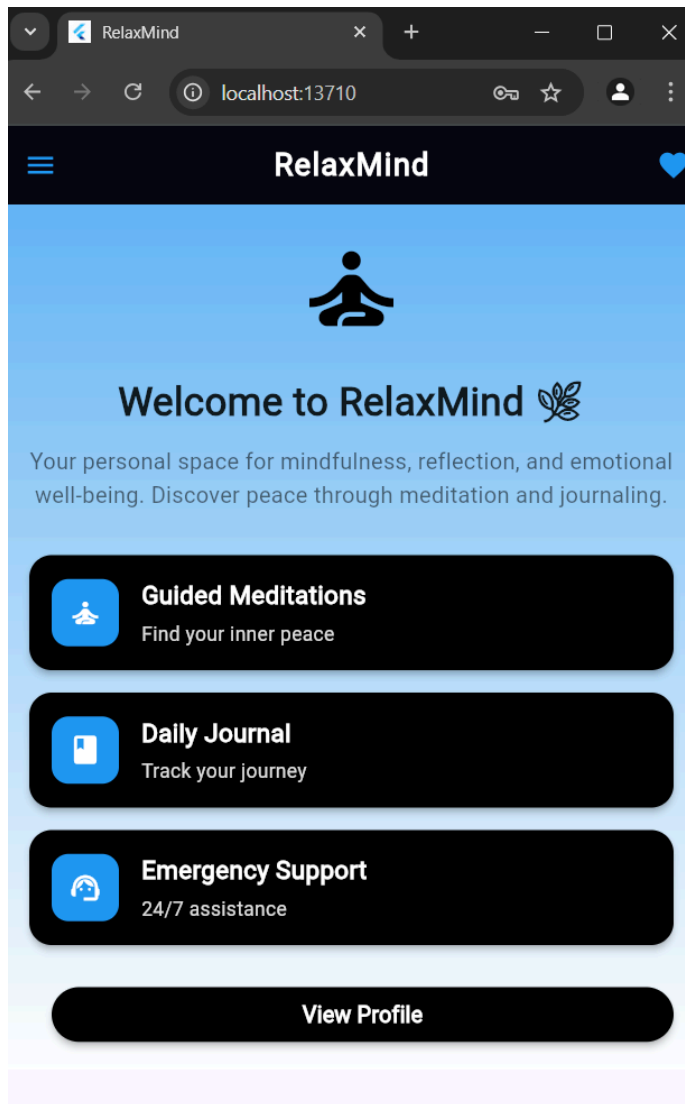 RelaxMind
localhost:13710
RelaxMind
Welcome to RelaxMind 🌿
Your personal space for mindfulness, reflection, and emotional
well-being. Discover peace through meditation and journaling.
Guided Meditations
Find your inner peace
Daily Journal
Track your journey
Emergency Support
24/7 assistance
View Profile